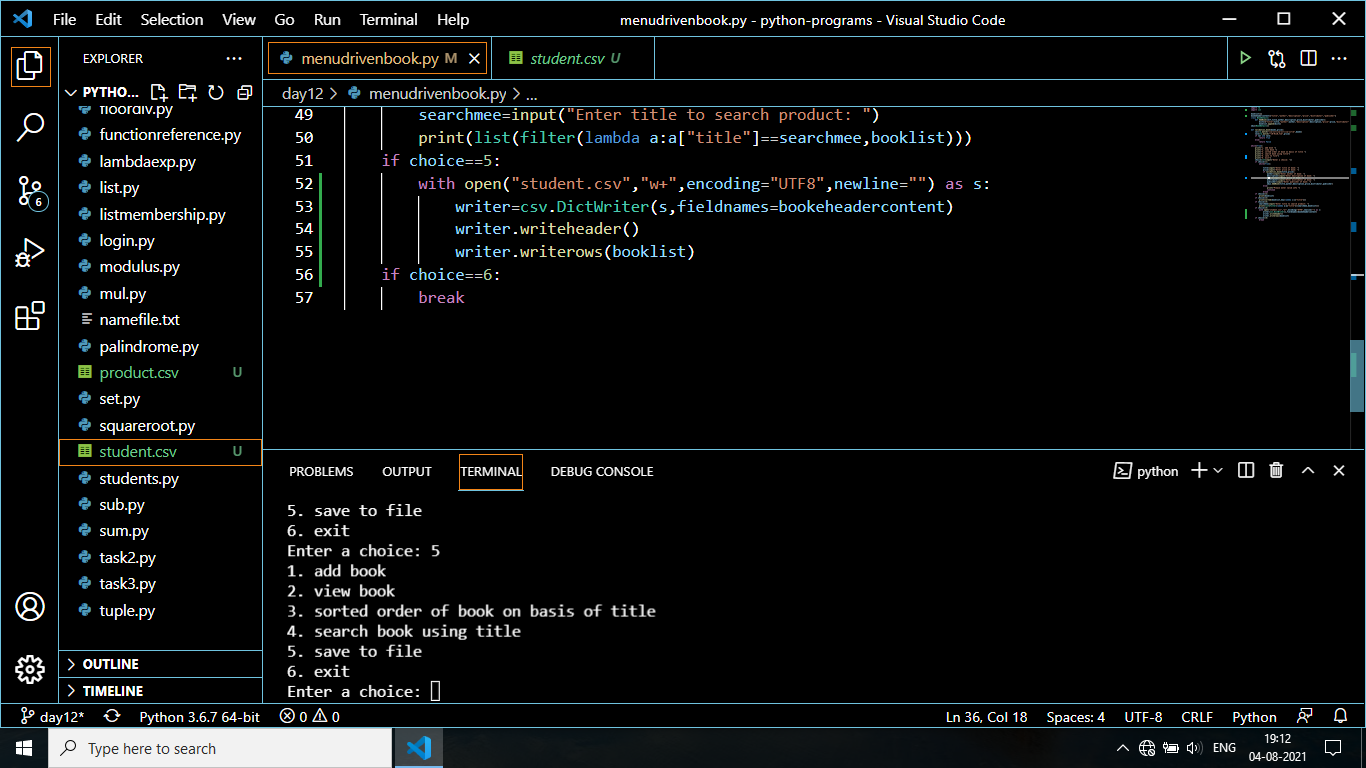 File Edit Selection View Go Run Terminal Help menudrivenbook.py - python-programs - Visual Studio Code
EXPLORER
PYTHO...
floordiv.py
functionreference.py
lambdaexp.py
list.py
listmembership.py
login.py
modulus.py
mul.py
namefile.txt
palindrome.py
product.csv U
set.py
squareroot.py
student.csv U
students.py
sub.py
sum.py
task2.py
task3.py
tuple.py
OUTLINE
TIMELINE
6
menudrivenbook.py M
student.csv U
day12 > menudrivenbook.py > ...
49 searchmee=input("Enter title to search product: ")
50 print(list(filter(lambda a:a["title"]==searchmee,booklist)))
51 if choice==5:
52 with open("student.csv","w+",encoding="UTF8",newline="") as s:
53 writer=csv.DictWriter(s,fieldnames=bookeheadercontent)
54 writer.writeheader()
55 writer.writerows(booklist)
56 if choice==6:
57 break
PROBLEMS OUTPUT TERMINAL DEBUG CONSOLE python
5. save to file
6. exit
Enter a choice: 5
1. add book
2. view book
3. sorted order of book on basis of title
4. search book using title
5. save to file
6. exit
Enter a choice:
day12* Python 3.6.7 64-bit 0 0 Ln 36, Col 18 Spaces: 4 UTF-8 CRLF Python
Type here to search
ENG
19:12
04-08-2021